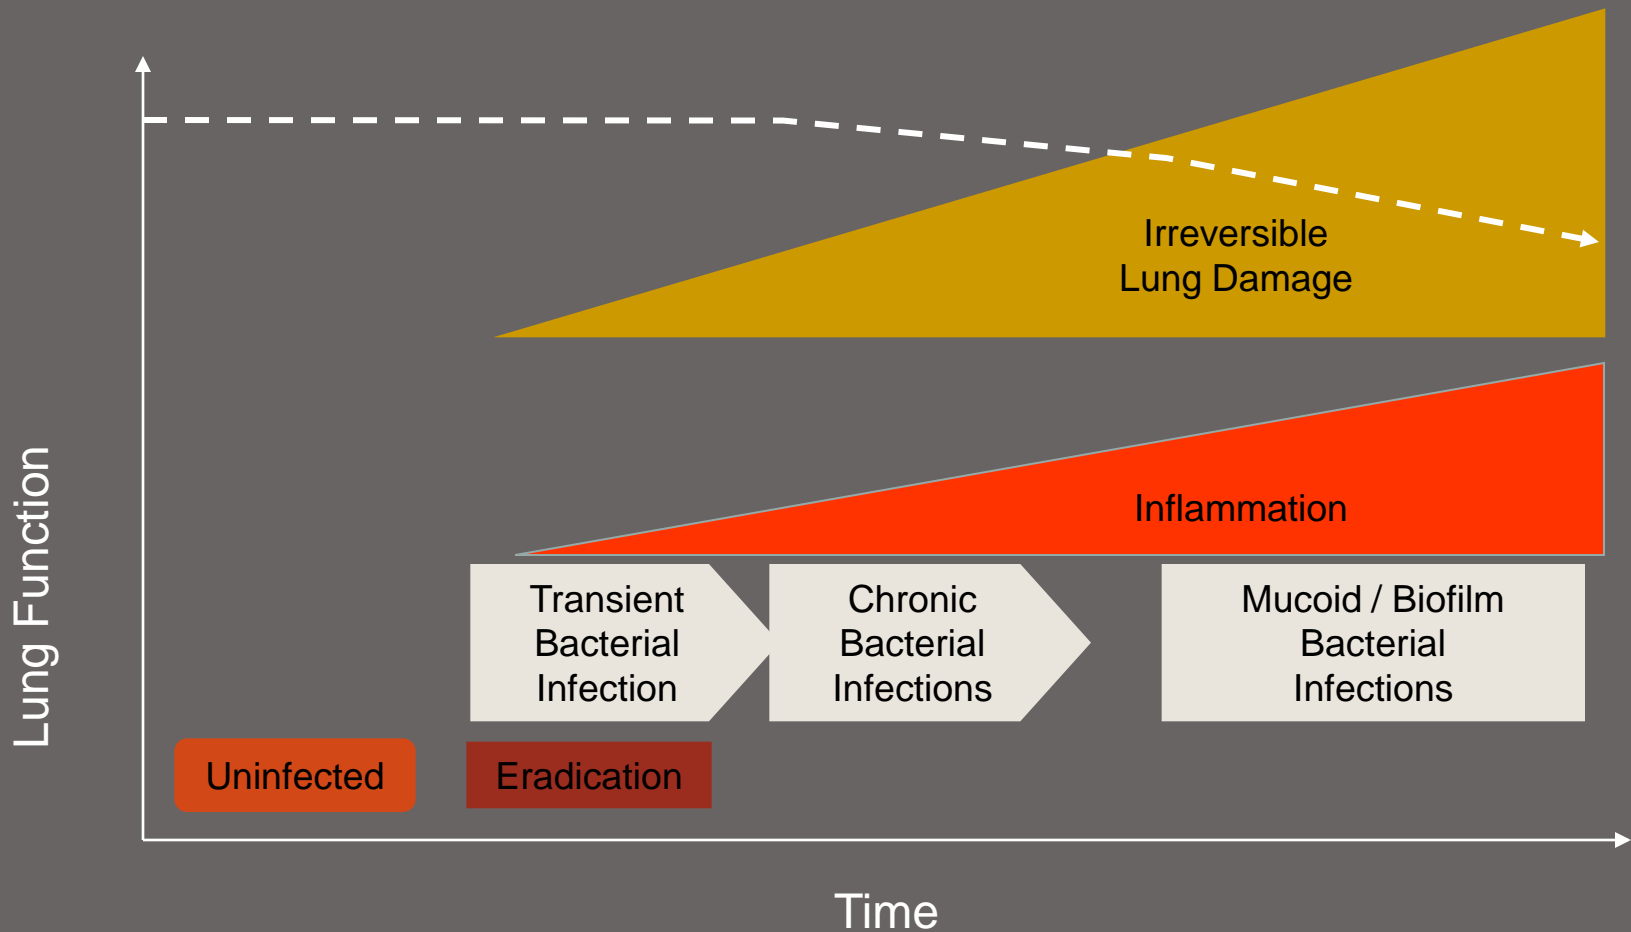 Irreversible
Lung Damage
Inflammation
Transient
Bacterial
Infection
Chronic
Bacterial
Infections
Mucoid / Biofilm
Bacterial
Infections
Uninfected
Eradication
Lung Function
Time